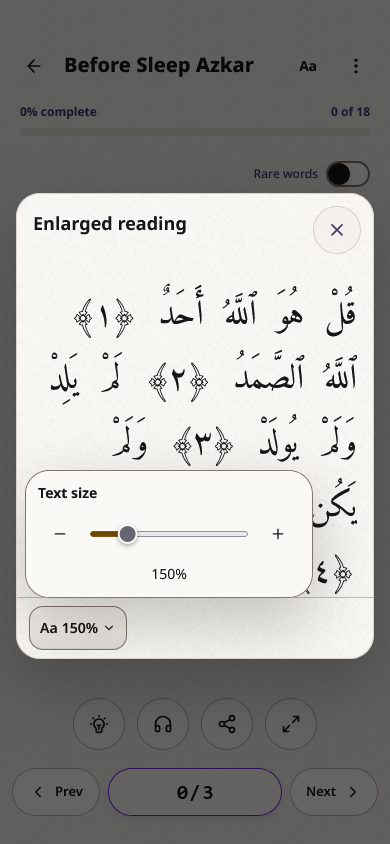 Before Sleep Azkar
Aa
0% complete
0 of 18
Rare words
Enlarged reading
قُلْ هُوَ ٱللَّهُ أَحَدٌ ﴿١﴾
ٱللَّهُ ٱلصَّمَدُ ﴿٢﴾ لَمْ يَلِدْ
وَلَمْ يُولَدْ ﴿٣﴾ وَلَمْ
يَكُن
﴿٤
Text size
− +
150%
Aa 150%
Prev
0/3
Next